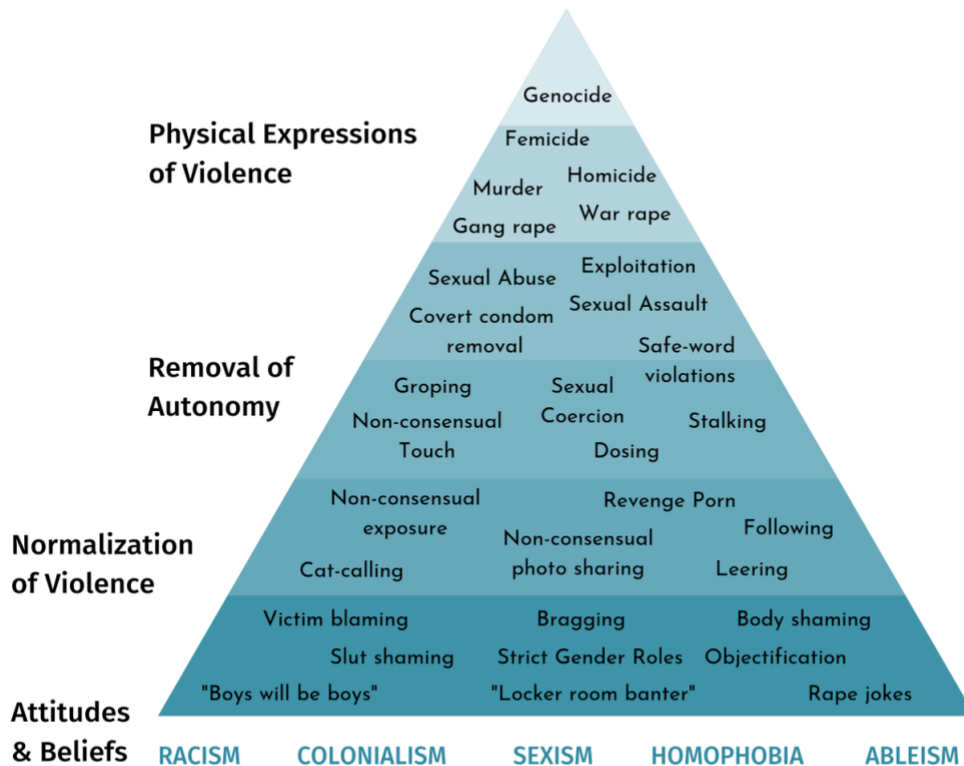 Genocide
Physical Expressions
of Violence
Femicide
Homicide
Murder
War rape
Gang rape
Exploitation
Sexual Abuse
Sexual Assault
Covert condom
removal
Safe-word
violations
Removal of
Autonomy
Groping
Sexual
Coercion
Non-consensual
Touch
Stalking
Dosing
Non-consensual
exposure
Revenge Porn
Following
Normalization
of Violence
Non-consensual
photo sharing
Cat-calling
Leering
Victim blaming
Bragging
Body shaming
Slut shaming
Strict Gender Roles
Objectification
"Boys will be boys"
"Locker room banter"
Rape jokes
Attitudes
& Beliefs
RACISM
COLONIALISM
SEXISM
HOMOPHOBIA
ABLEISM